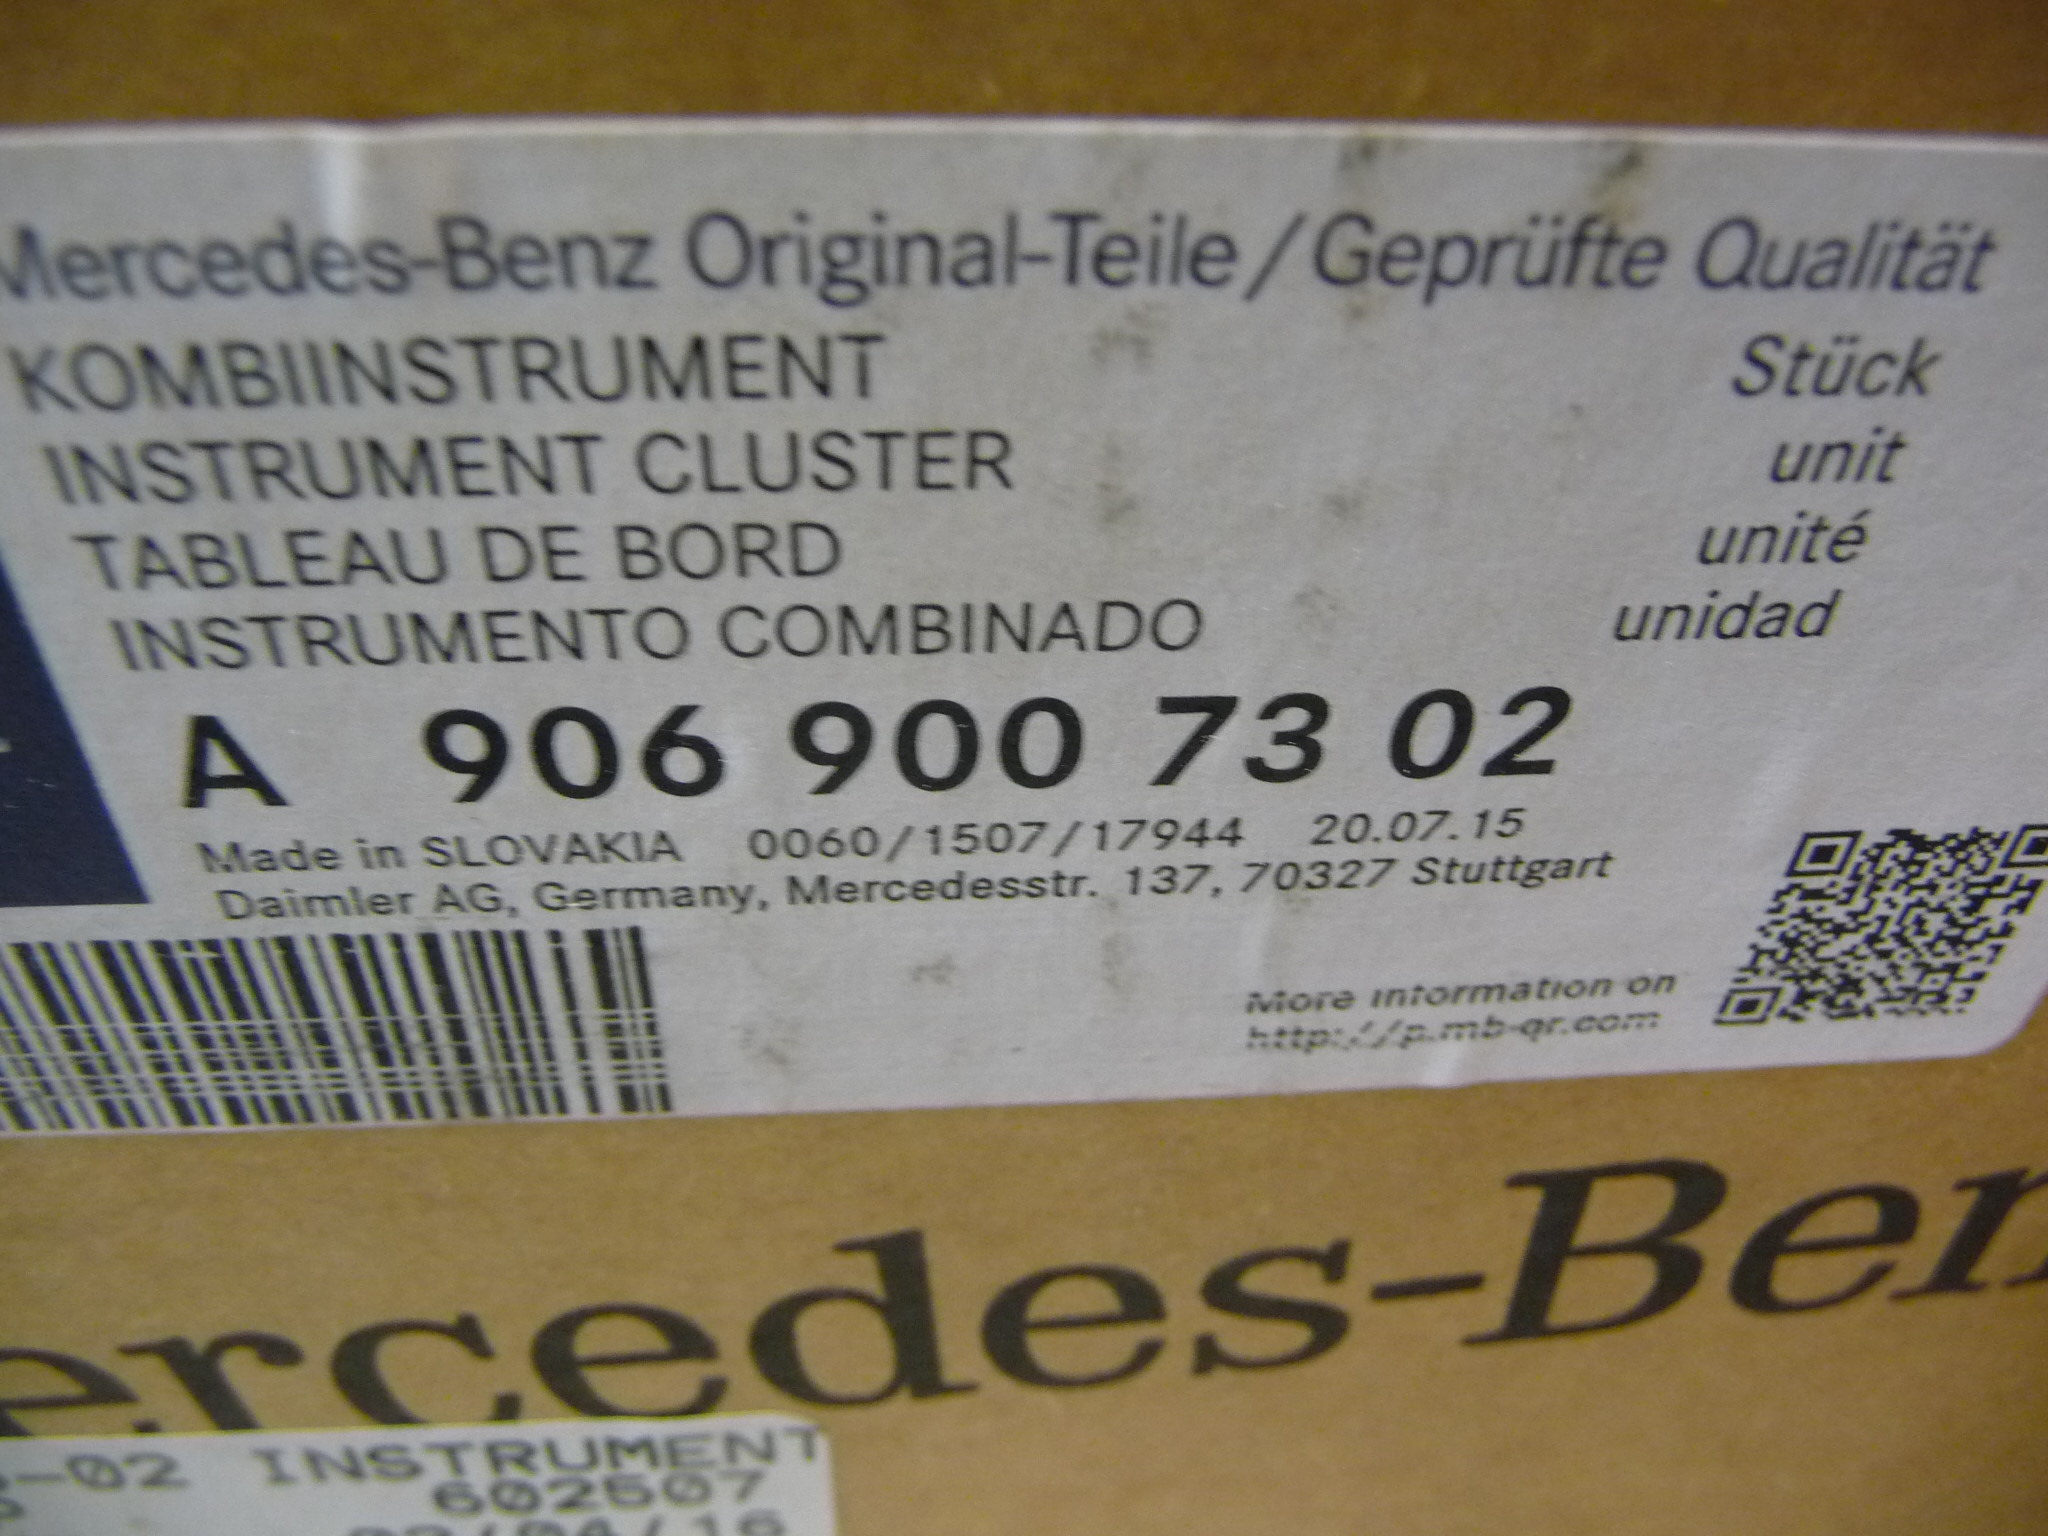 Mercedes-Benz Original-Teile/Geprüfte Qualität
KOMBIINSTRUMENT Stück
INSTRUMENT CLUSTER unit
TABLEAU DE BORD unité
INSTRUMENTO COMBINADO unidad
A 906 900 73 02
Made in SLOVAKIA 0060/1507/17944 20.07.15
Daimler AG, Germany, Mercedesstr. 137, 70327 Stuttgart
More information on
http://p.mb-qr.com
ercedes-Ben
-02 INSTRUMENT
602507